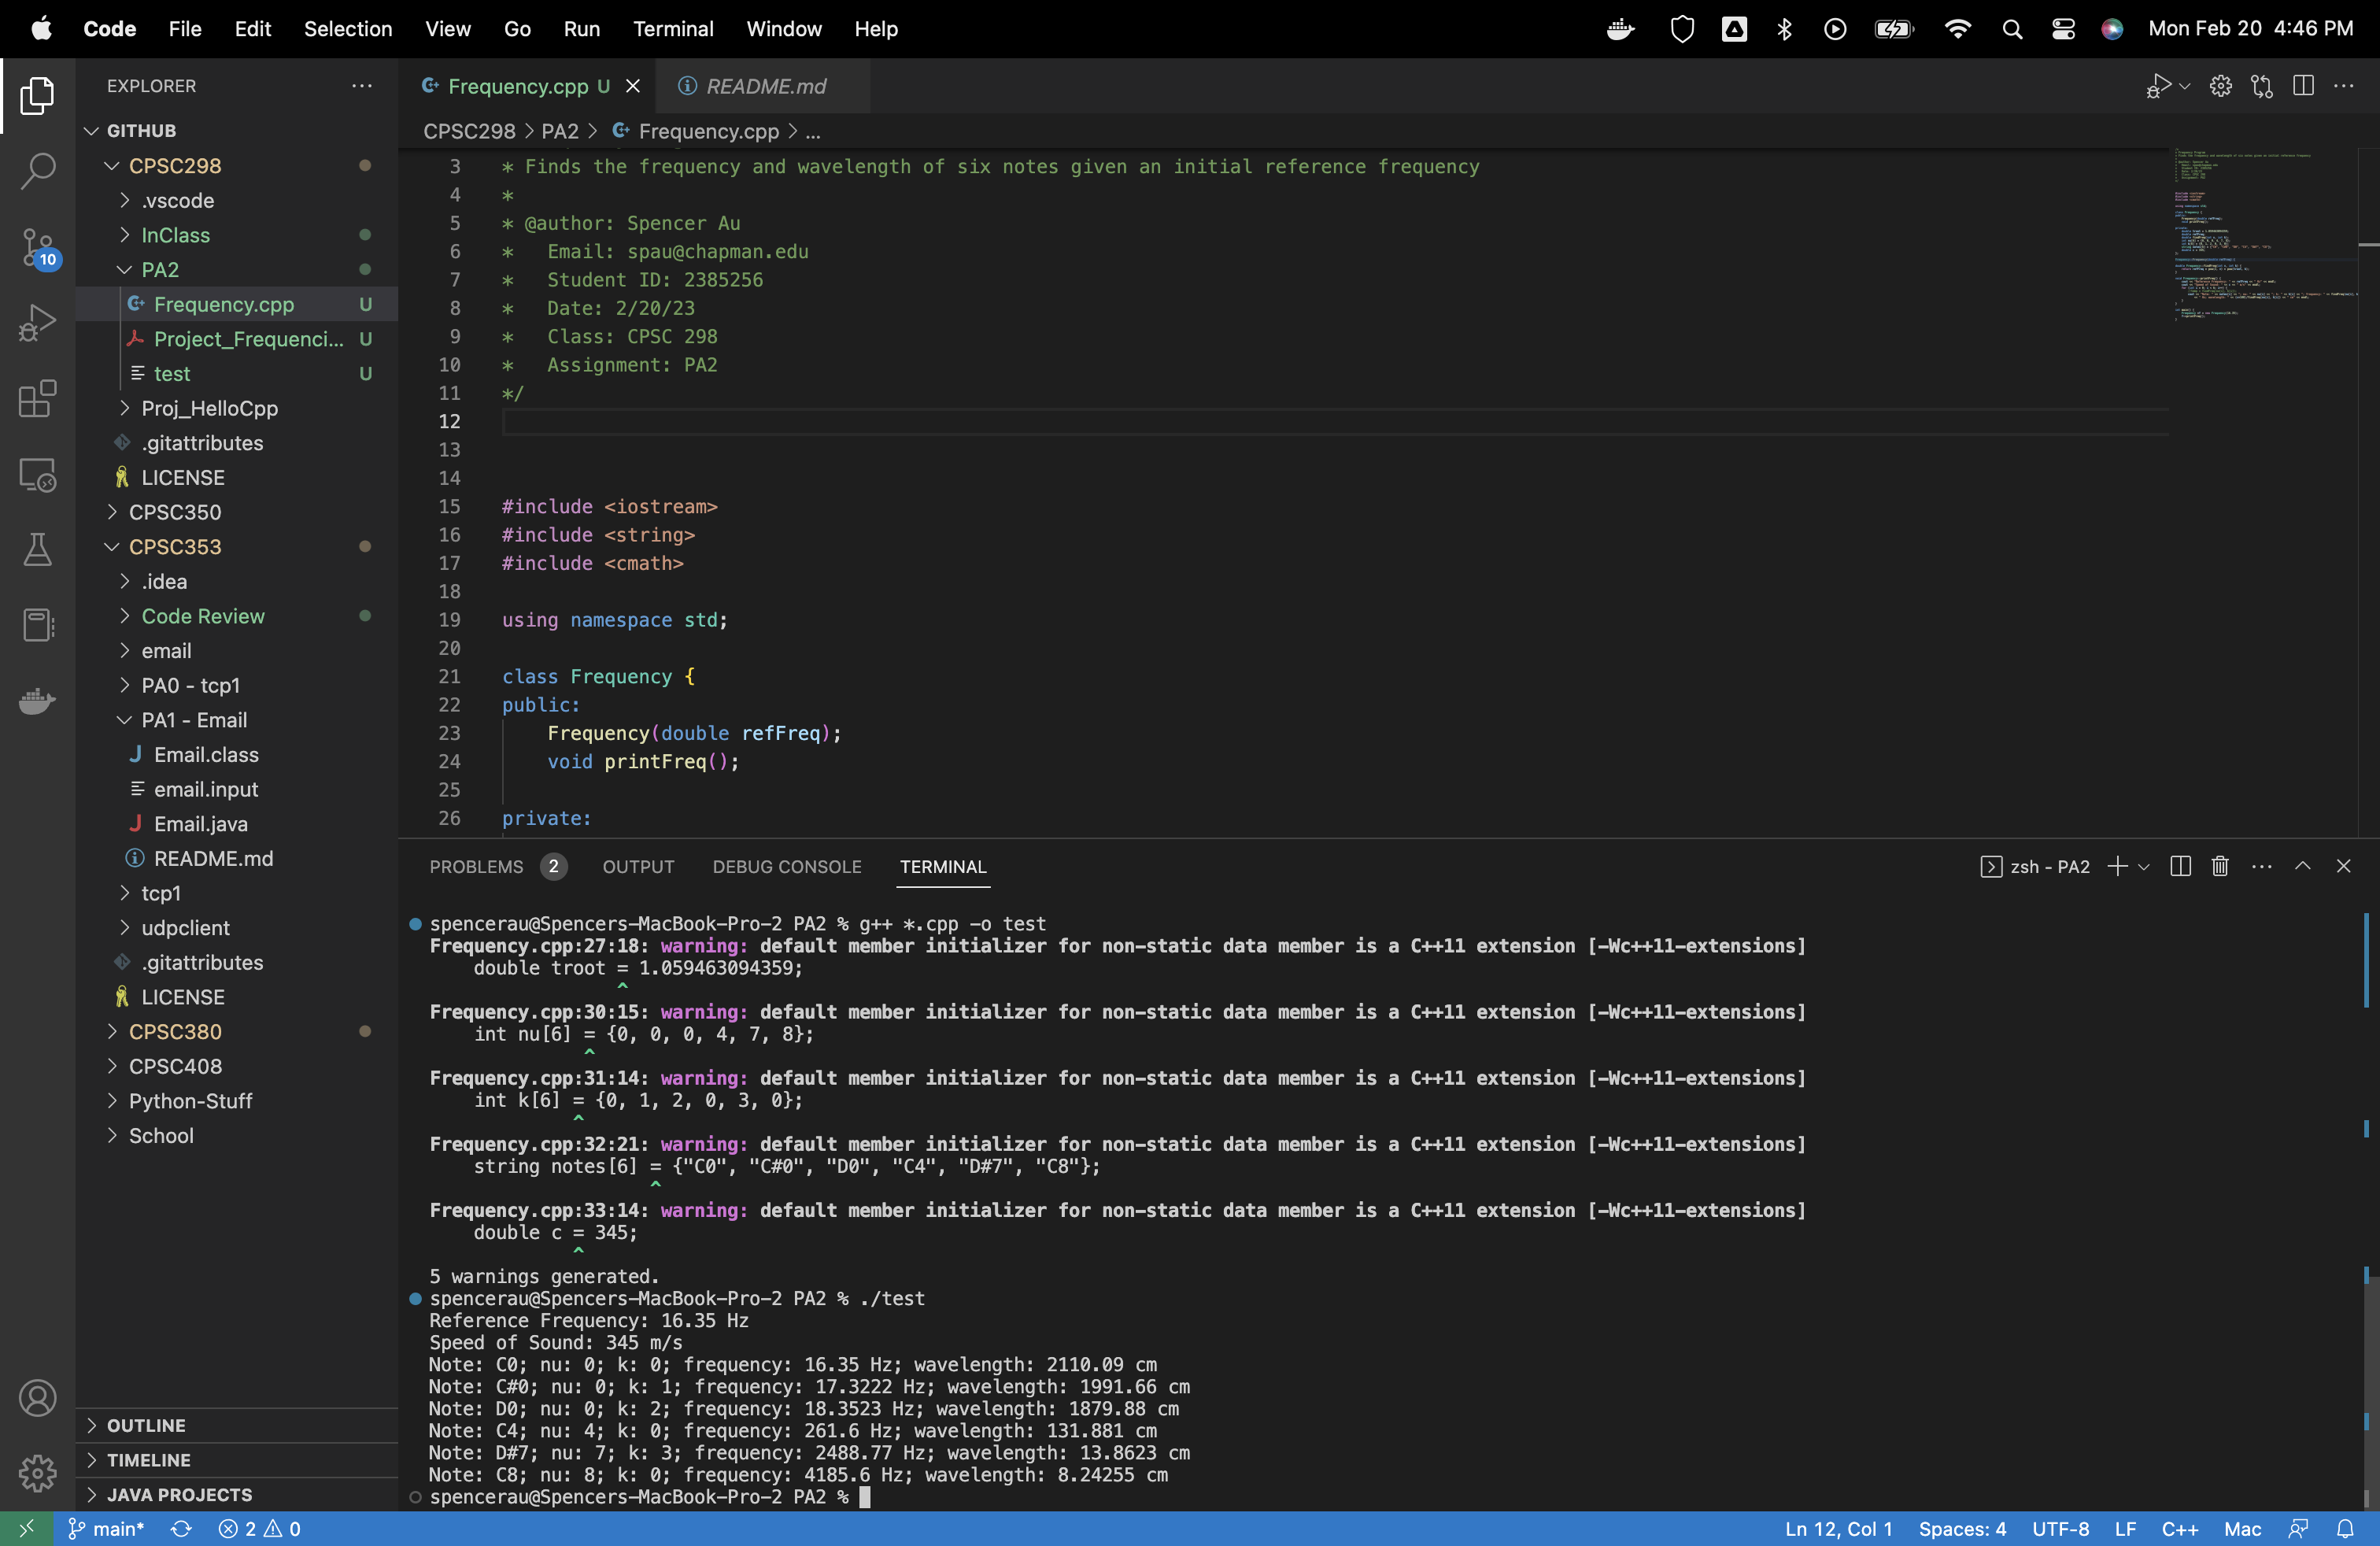 Code File Edit Selection View Go Run Terminal Window Help Mon Feb 20 4:46 PM
EXPLORER
GITHUB
CPSC298
.vscode
InClass
PA2
Frequency.cpp U
Project_Frequenci... U
test U
Proj_HelloCpp
.gitattributes
LICENSE
CPSC350
CPSC353
.idea
Code Review
email
PA0 - tcp1
PA1 - Email
Email.class
email.input
Email.java
README.md
tcp1
udpclient
.gitattributes
LICENSE
CPSC380
CPSC408
Python-Stuff
School
OUTLINE
TIMELINE
JAVA PROJECTS
10
Frequency.cpp U README.md
CPSC298 > PA2 > Frequency.cpp > ...
3 * Finds the frequency and wavelength of six notes given an initial reference frequency
4 *
5 * @author: Spencer Au
6 * Email: spau@chapman.edu
7 * Student ID: 2385256
8 * Date: 2/20/23
9 * Class: CPSC 298
10 * Assignment: PA2
11 */
12
13
14
15 #include <iostream>
16 #include <string>
17 #include <cmath>
18
19 using namespace std;
20
21 class Frequency {
22 public:
23 Frequency(double refFreq);
24 void printFreq();
25
26 private:
PROBLEMS 2 OUTPUT DEBUG CONSOLE TERMINAL zsh - PA2
spencerau@Spencers-MacBook-Pro-2 PA2 % g++ *.cpp -o test
Frequency.cpp:27:18: warning: default member initializer for non-static data member is a C++11 extension [-Wc++11-extensions]
double troot = 1.059463094359;
^
Frequency.cpp:30:15: warning: default member initializer for non-static data member is a C++11 extension [-Wc++11-extensions]
int nu[6] = {0, 0, 0, 4, 7, 8};
^
Frequency.cpp:31:14: warning: default member initializer for non-static data member is a C++11 extension [-Wc++11-extensions]
int k[6] = {0, 1, 2, 0, 3, 0};
^
Frequency.cpp:32:21: warning: default member initializer for non-static data member is a C++11 extension [-Wc++11-extensions]
string notes[6] = {"C0", "C#0", "D0", "C4", "D#7", "C8"};
^
Frequency.cpp:33:14: warning: default member initializer for non-static data member is a C++11 extension [-Wc++11-extensions]
double c = 345;
^
5 warnings generated.
spencerau@Spencers-MacBook-Pro-2 PA2 % ./test
Reference Frequency: 16.35 Hz
Speed of Sound: 345 m/s
Note: C0; nu: 0; k: 0; frequency: 16.35 Hz; wavelength: 2110.09 cm
Note: C#0; nu: 0; k: 1; frequency: 17.3222 Hz; wavelength: 1991.66 cm
Note: D0; nu: 0; k: 2; frequency: 18.3523 Hz; wavelength: 1879.88 cm
Note: C4; nu: 4; k: 0; frequency: 261.6 Hz; wavelength: 131.881 cm
Note: D#7; nu: 7; k: 3; frequency: 2488.77 Hz; wavelength: 13.8623 cm
Note: C8; nu: 8; k: 0; frequency: 4185.6 Hz; wavelength: 8.24255 cm
spencerau@Spencers-MacBook-Pro-2 PA2 %
main* 2 0 Ln 12, Col 1 Spaces: 4 UTF-8 LF C++ Mac